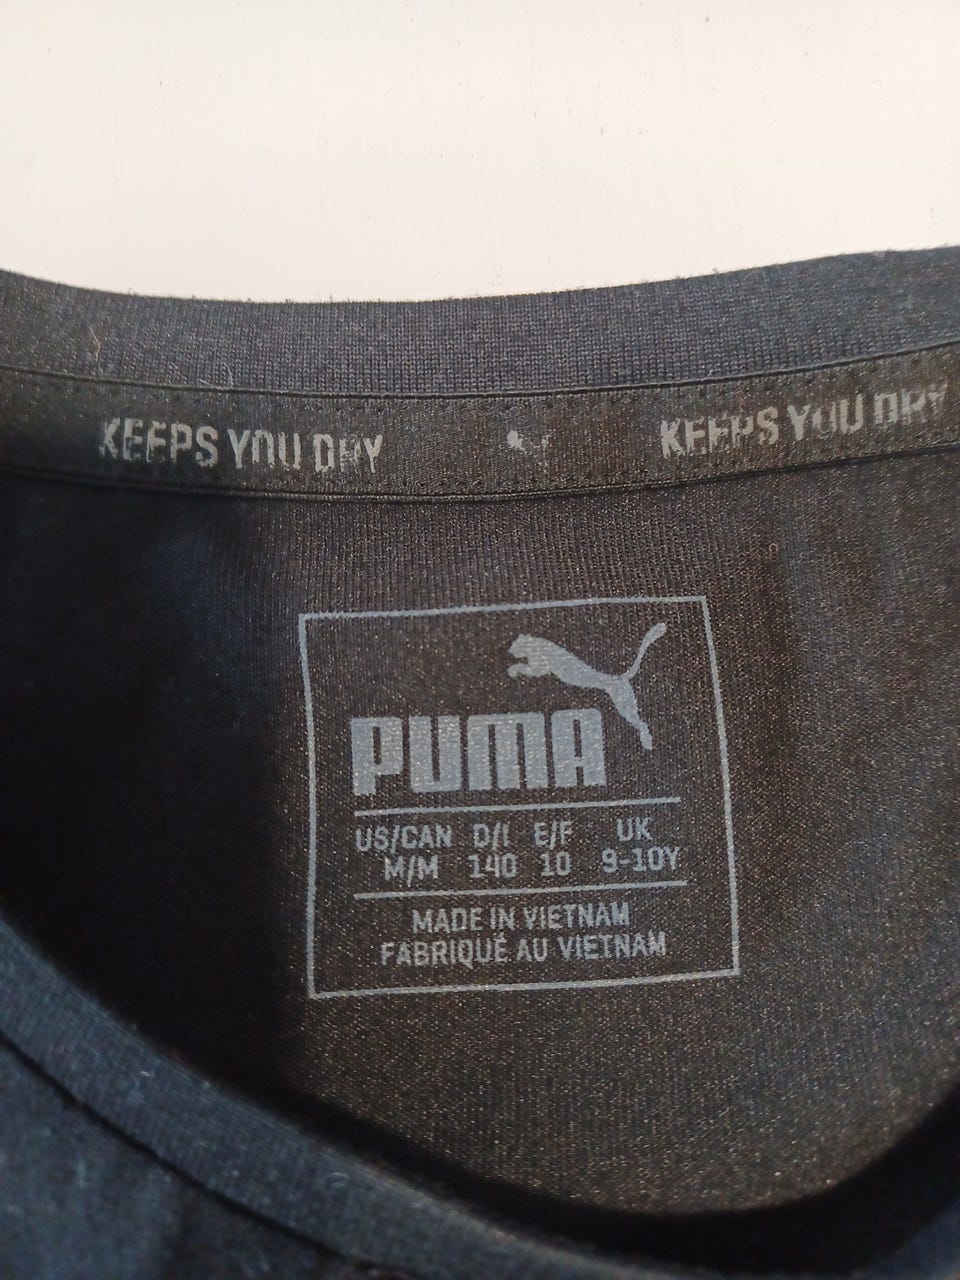 KEEPS YOU DRY KEEPS YOU DRY
PUMA
US/CAN D/I E/F UK
M/M 140 10 9-10Y
MADE IN VIETNAM
FABRIQUÉ AU VIETNAM